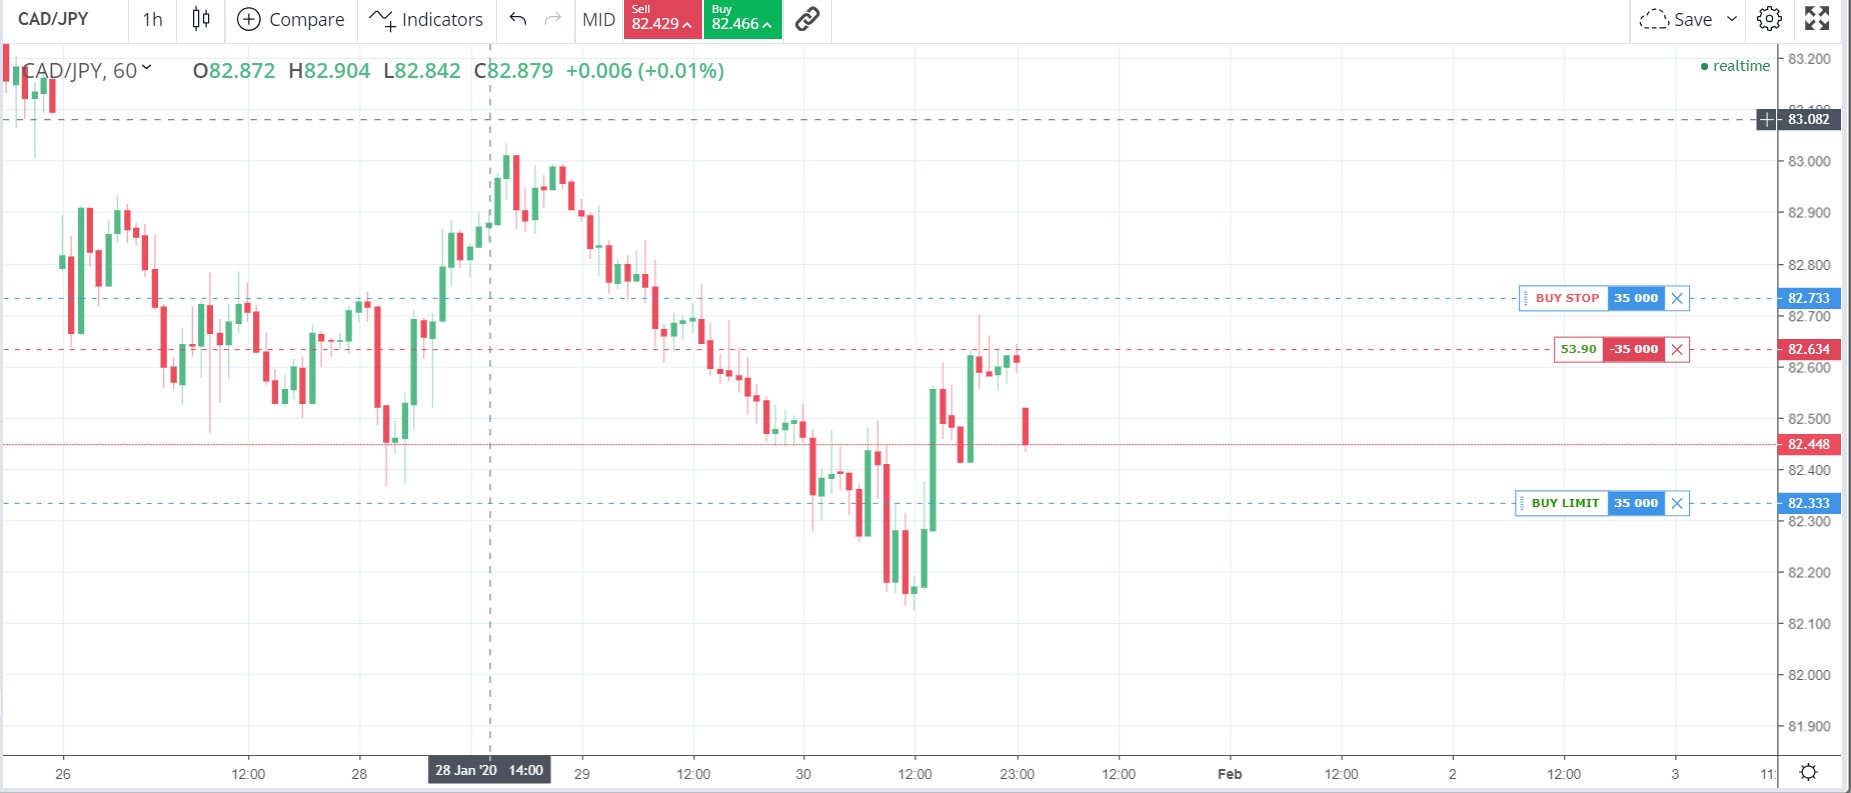 CAD/JPY 1h Compare Indicators MID Sell 82.429 Buy 82.466 Save
CAD/JPY, 60 O82.872 H82.904 L82.842 C82.879 +0.006 (+0.01%)
realtime
83.200
83.100
83.082
83.000
82.900
82.800
BUY STOP 35 000 82.733
82.700
53.90 -35 000 82.634
82.600
82.500
82.448
82.400
BUY LIMIT 35 000 82.333
82.300
82.200
82.100
82.000
81.900
26 12:00 28 28 Jan '20 14:00 29 12:00 30 12:00 23:00 12:00 Feb 12:00 2 12:00 3 11: